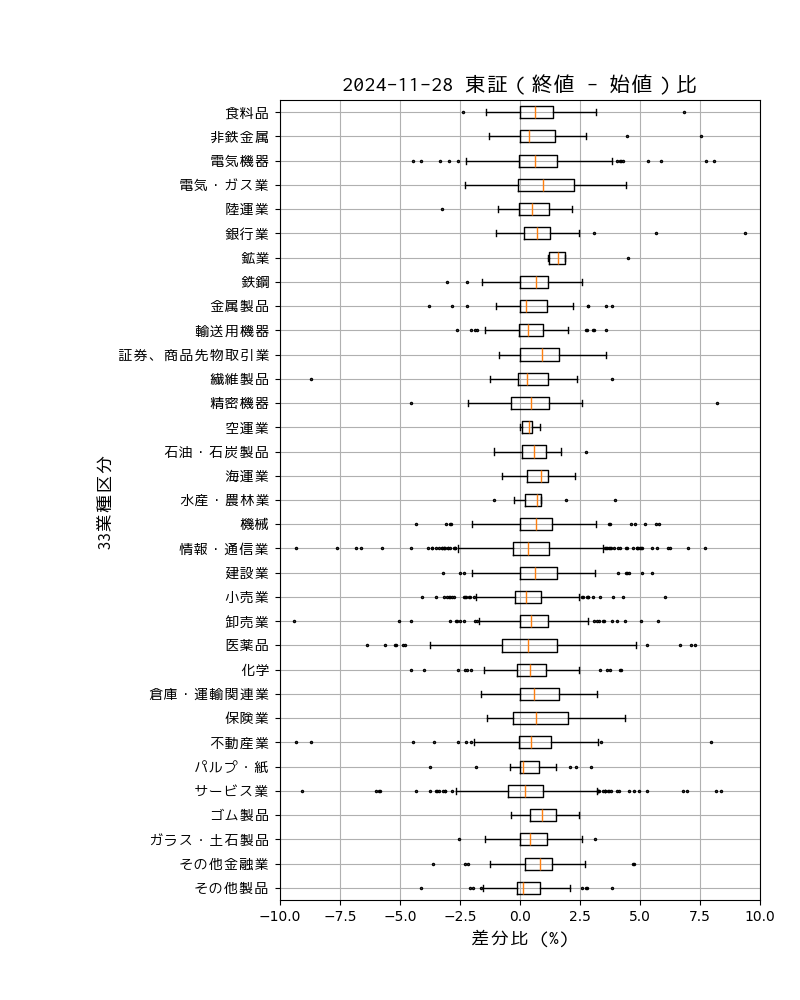 2024-11-28 東証 ( 終値 - 始値 ) 比
食料品
非鉄金属
電気機器
電気・ガス業
陸運業
銀行業
鉱業
鉄鋼
金属製品
輸送用機器
証券、商品先物取引業
繊維製品
精密機器
空運業
石油・石炭製品
海運業
水産・農林業
機械
情報・通信業
建設業
小売業
卸売業
医薬品
化学
倉庫・運輸関連業
保険業
不動産業
パルプ・紙
サービス業
ゴム製品
ガラス・土石製品
その他金融業
その他製品
33業種区分
−10.0 −7.5 −5.0 −2.5 0.0 2.5 5.0 7.5 10.0
差分比 (%)